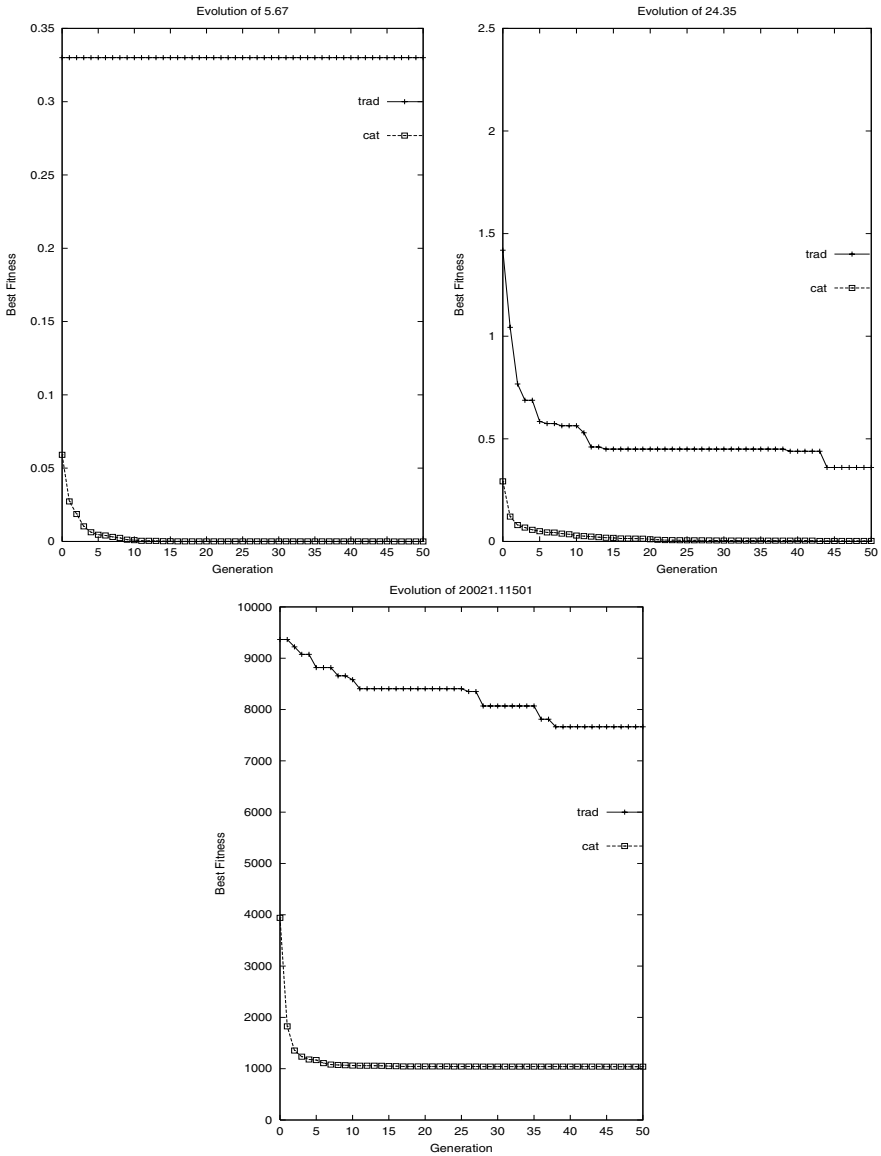 Evolution of 5.67
0.35
0.3
0.25
0.2
0.15
0.1
0.05
0
Best Fitness
trad
cat
0 5 10 15 20 25 30 35 40 45 50
Generation
Evolution of 24.35
2.5
2
1.5
1
0.5
0
Best Fitness
trad
cat
0 5 10 15 20 25 30 35 40 45 50
Generation
Evolution of 20021.11501
10000
9000
8000
7000
6000
5000
4000
3000
2000
1000
0
Best Fitness
trad
cat
0 5 10 15 20 25 30 35 40 45 50
Generation